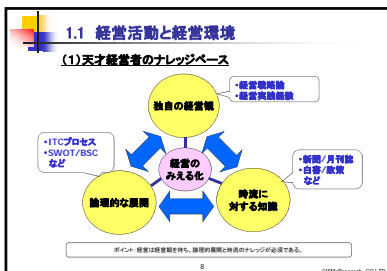 1.1 経営活動と経営環境
(1)天才経営者のナレッジベース
独自の経営観
・経営戦略論
・経営実践経験
・ITCプロセス
・SWOT/BSC
など
経営の
みえる化
・新聞/月刊誌
・白書/政策
など
論理的な展開
時流に
対する知識
ポイント:経営は経営観を持ち、論理的展開と時流のナレッジが必須である。
8